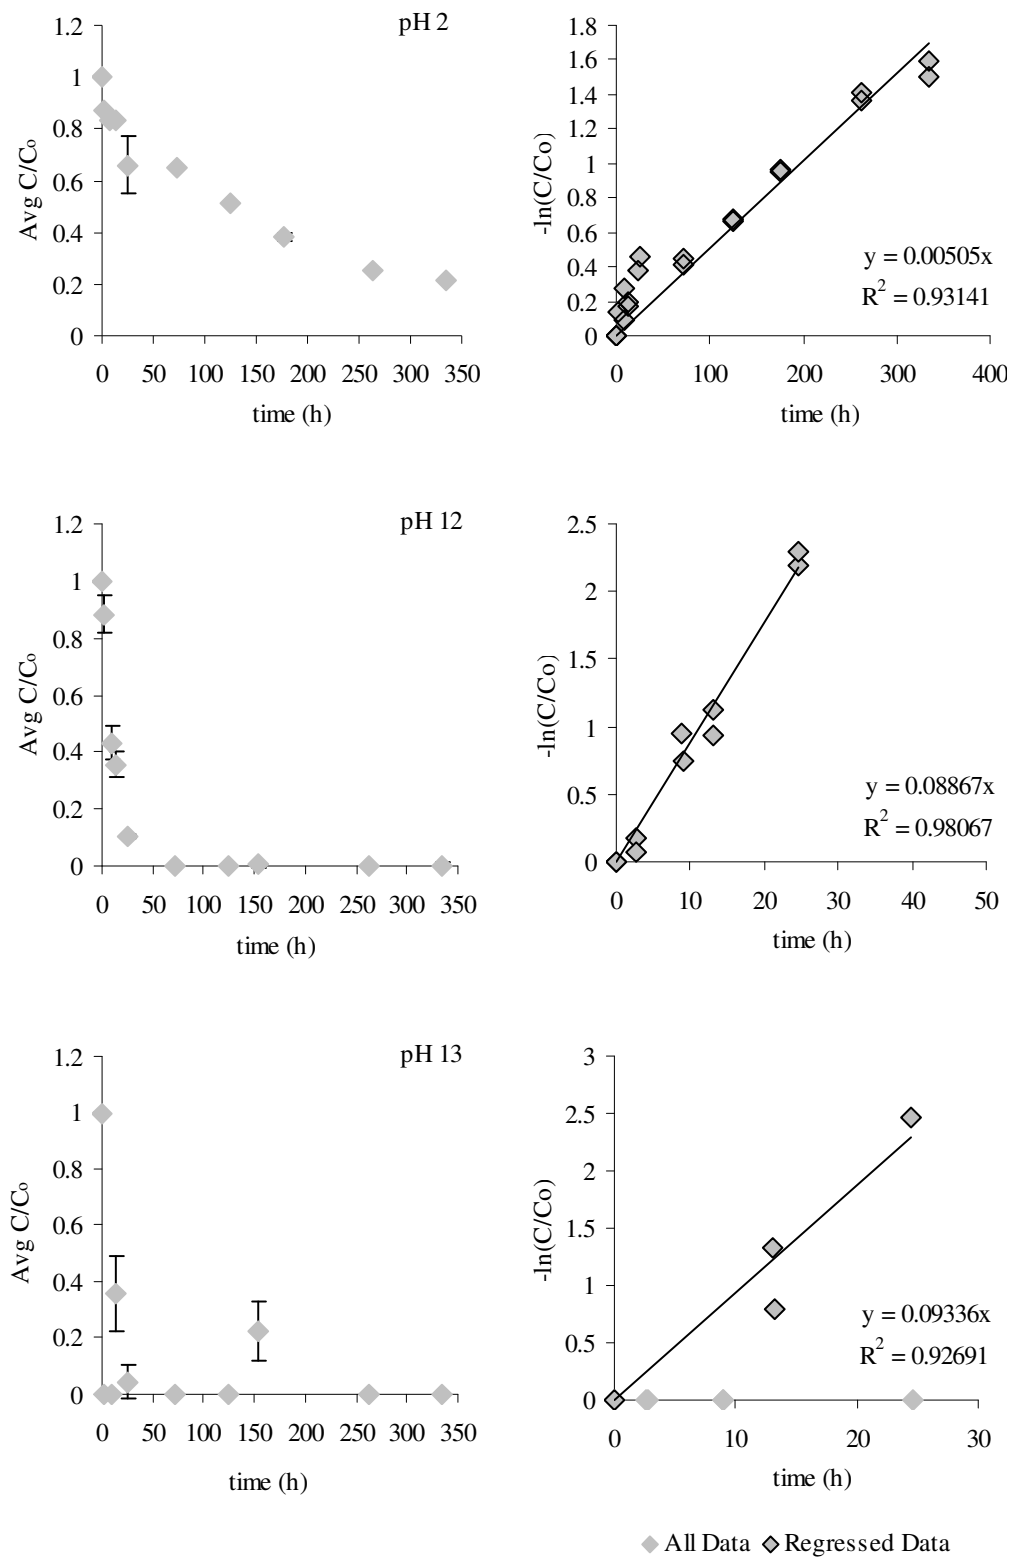 pH 2
1.2
1
0.8
0.6
0.4
0.2
0
Avg C/Co
0 50 100 150 200 250 300 350
time (h)
1.8
1.6
1.4
1.2
1
0.8
0.6
0.4
0.2
0
-ln(C/Co)
y = 0.00505x
R2 = 0.93141
0 100 200 300 400
time (h)
pH 12
1.2
1
0.8
0.6
0.4
0.2
0
Avg C/Co
0 50 100 150 200 250 300 350
time (h)
2.5
2
1.5
1
0.5
0
-ln(C/Co)
y = 0.08867x
R2 = 0.98067
0 10 20 30 40 50
time (h)
pH 13
1.2
1
0.8
0.6
0.4
0.2
0
Avg C/Co
0 50 100 150 200 250 300 350
time (h)
3
2.5
2
1.5
1
0.5
0
-ln(C/Co)
y = 0.09336x
R2 = 0.92691
0 10 20 30
time (h)
All Data Regressed Data